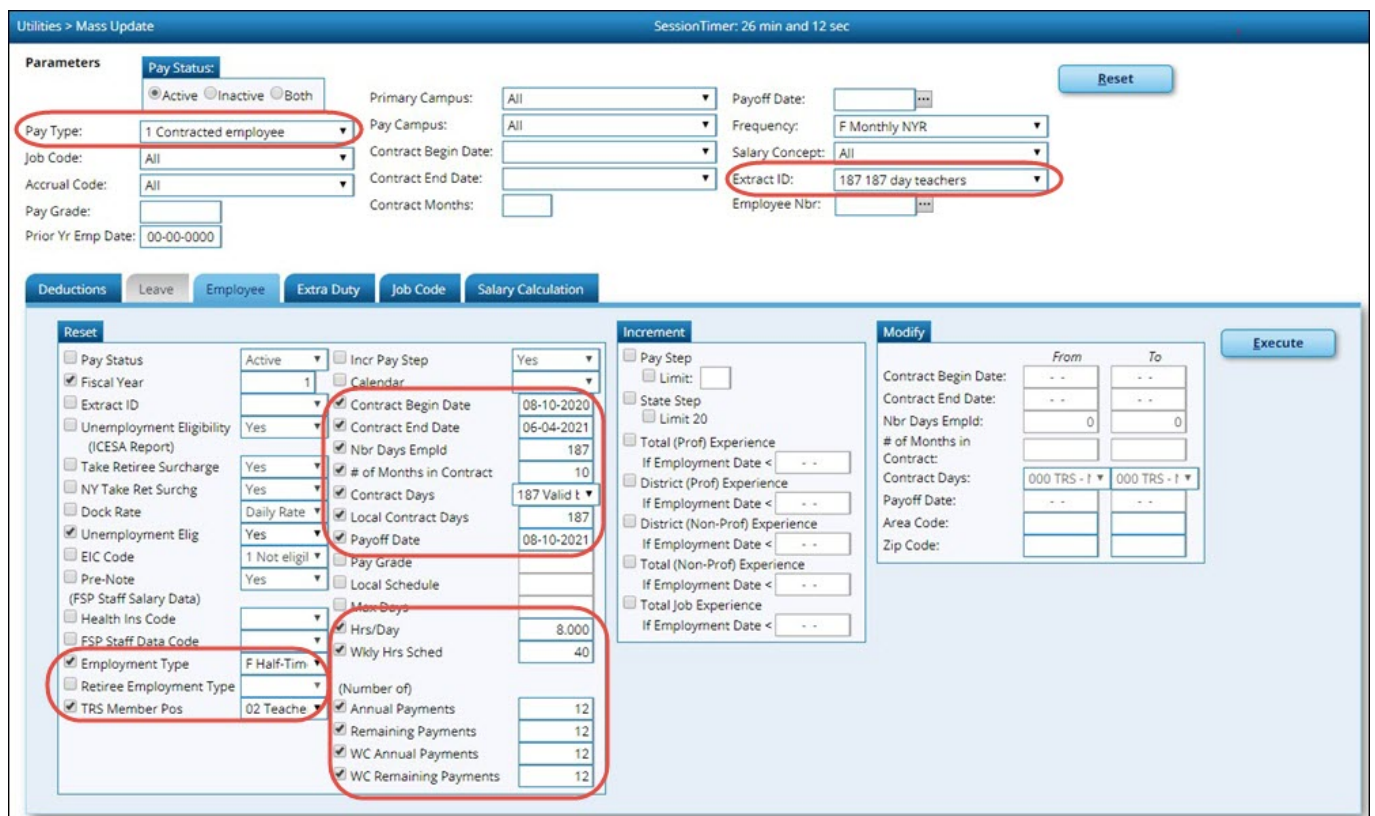 Utilities > Mass Update SessionTimer: 26 min and 12 sec
Parameters Pay Status:
Reset
Active Inactive Both Primary Campus: All Payoff Date: ...
Pay Type: 1 Contracted employee Pay Campus: All Frequency: F Monthly NYR
Job Code: All Contract Begin Date: Salary Concept: All
Accrual Code: All Contract End Date: Extract ID: 187 187 day teachers
Pay Grade: Contract Months: Employee Nbr: ...
Prior Yr Emp Date: 00-00-0000
Deductions Leave Employee Extra Duty Job Code Salary Calculation
Reset
Pay Status Active
Fiscal Year 1
Extract ID
Unemployment Eligibility Yes
(ICESA Report)
Take Retiree Surcharge Yes
NY Take Ret Surchg Yes
Dock Rate Daily Rate
Unemployment Elig Yes
EIC Code 1 Not eligil
Pre-Note Yes
(FSP Staff Salary Data)
Health Ins Code
FSP Staff Data Code
Employment Type F Half-Tim
Retiree Employment Type
TRS Member Pos 02 Teache
Incr Pay Step Yes
Calendar
Contract Begin Date 08-10-2020
Contract End Date 06-04-2021
Nbr Days Empld 187
# of Months in Contract 10
Contract Days 187 Valid t
Local Contract Days 187
Payoff Date 08-10-2021
Pay Grade
Local Schedule
Max Days
Hrs/Day 8.000
Wkly Hrs Sched 40
(Number of)
Annual Payments 12
Remaining Payments 12
WC Annual Payments 12
WC Remaining Payments 12
Increment
Pay Step
Limit:
State Step
Limit 20
Total (Prof) Experience
If Employment Date < - -
District (Prof) Experience
If Employment Date < - -
District (Non-Prof) Experience
If Employment Date < - -
Total (Non-Prof) Experience
If Employment Date < - -
Total Job Experience
If Employment Date < - -
Modify
From To
Contract Begin Date: - - - -
Contract End Date: - - - -
Nbr Days Empld: 0 0
# of Months in
Contract:
Contract Days: 000 TRS - 000 TRS -
Payoff Date: - - - -
Area Code:
Zip Code:
Execute